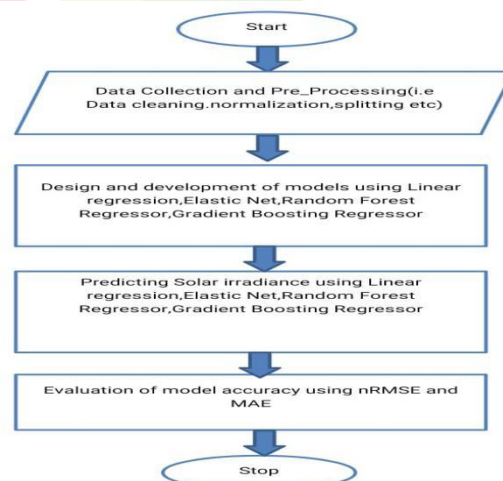 Start
Data Collection and Pre_Processing(i.e
Data cleaning.normalization,splitting etc)
Design and development of models using Linear
regression,Elastic Net,Random Forest
Regressor,Gradient Boosting Regressor
Predicting Solar irradiance using Linear
regression,Elastic Net,Random Forest
Regressor,Gradient Boosting Regressor
Evaluation of model accuracy using nRMSE and
MAE
Stop